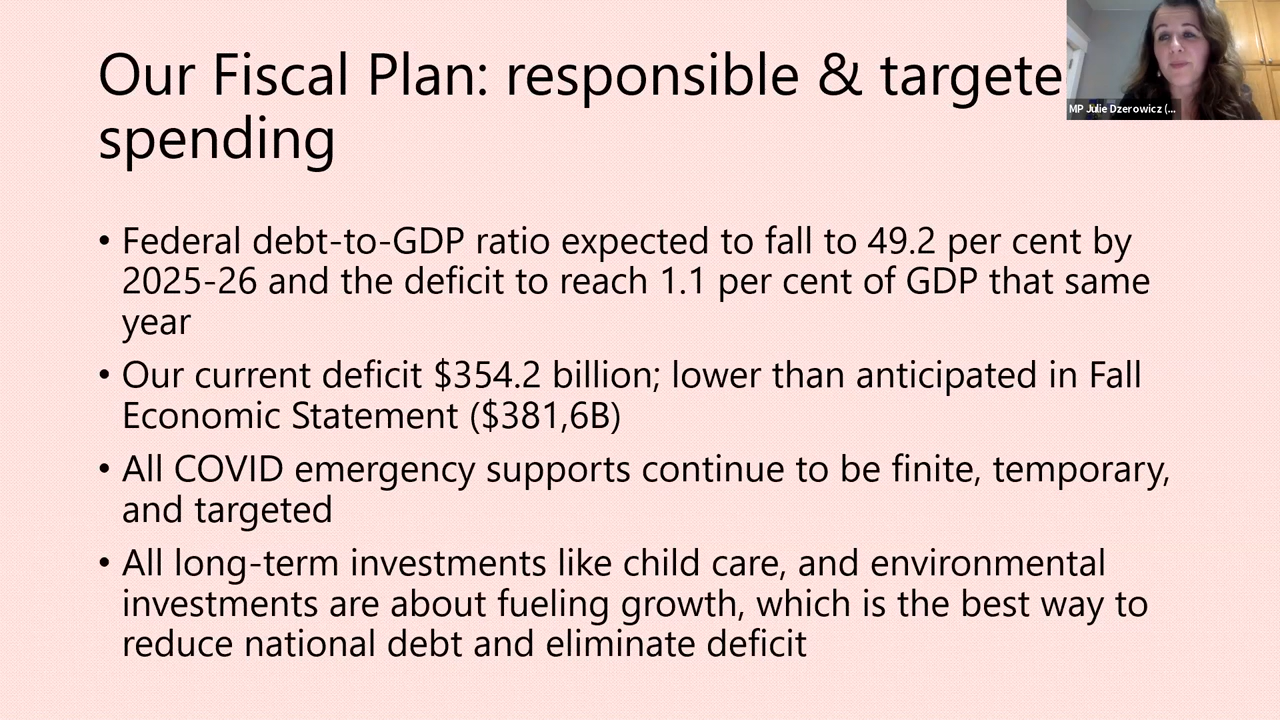 Our Fiscal Plan: responsible & targete
spending
MP Julie Dzerowicz (...
• Federal debt-to-GDP ratio expected to fall to 49.2 per cent by
2025-26 and the deficit to reach 1.1 per cent of GDP that same
year
• Our current deficit $354.2 billion; lower than anticipated in Fall
Economic Statement ($381,6B)
• All COVID emergency supports continue to be finite, temporary,
and targeted
• All long-term investments like child care, and environmental
investments are about fueling growth, which is the best way to
reduce national debt and eliminate deficit